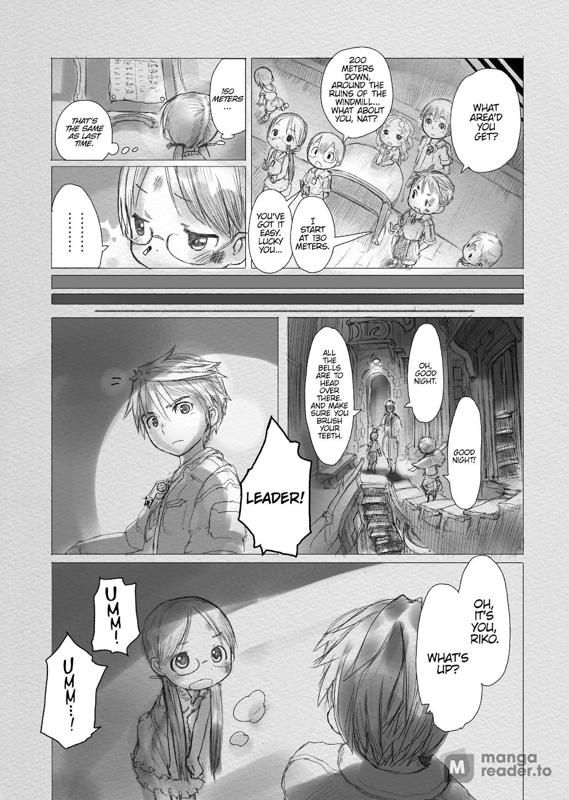 WHAT
AREA'D
YOU
GET?
200
METERS
DOWN,
AROUND
THE
RUINS OF
THE
WINDMILL...
WHAT
ABOUT
YOU,
NAT?
I
START
AT 130
METERS.
YOU'VE
GOT IT
EASY.
LUCKY
YOU...
150
METERS
...
THAT'S
THE SAME
AS LAST
TIME.
.........
OH,
GOOD
NIGHT.
GOOD
NIGHT!
ALL
THE
BELLS
ARE TO
HEAD
OVER
THERE.
AND MAKE
SURE YOU
BRUSH
YOUR
TEETH.
LEADER!
OH,
IT'S
YOU,
RIKO.
WHAT'S
UP?
UMM!
UMM...!
M manga
reader.to